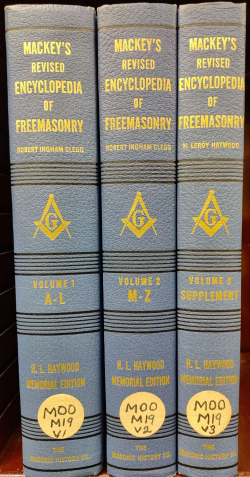 MACKEY'S
REVISED
ENCYCLOPEDIA
OF
FREEMASONRY
ROBERT INGHAM CLEGG
G
VOLUME 1
A-L
H. L. HAYWOOD
MEMORIAL EDITION
MOO
M19
V1
THE
MASONIC HISTORY CO.
MACKEY'S
REVISED
ENCYCLOPEDIA
OF
FREEMASONRY
ROBERT INGHAM CLEGG
G
VOLUME 2
M-Z
H. L. HAYWOOD
MEMORIAL EDITION
MOO
M19
V2
THE
MASONIC HISTORY CO.
MACKEY'S
REVISED
ENCYCLOPEDIA
OF
FREEMASONRY
H. LEROY HAYWOOD
G
VOLUME 3
SUPPLEMENT
H. L. HAYWOOD
MEMORIAL EDITION
MOO
M19
V3
THE
MASONIC HISTORY CO.